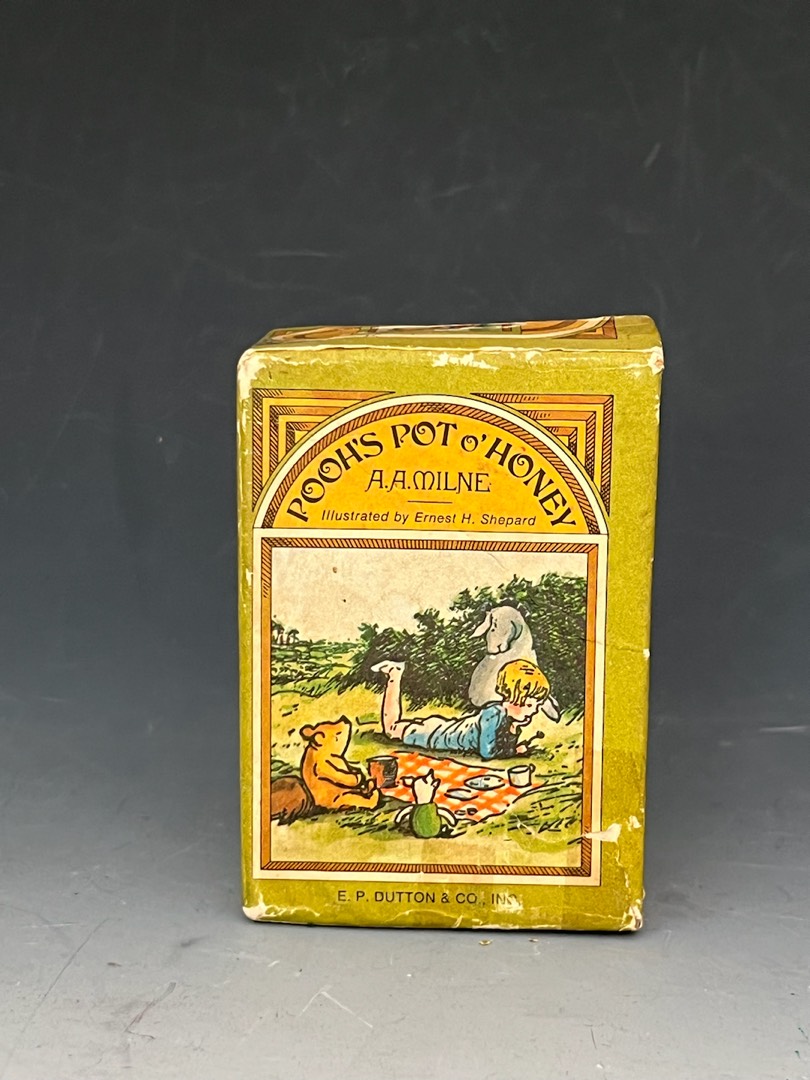 POOH'S POT O' HONEY
A.A. MILNE
Illustrated by Ernest H. Shepard
E. P. DUTTON & CO., INC.